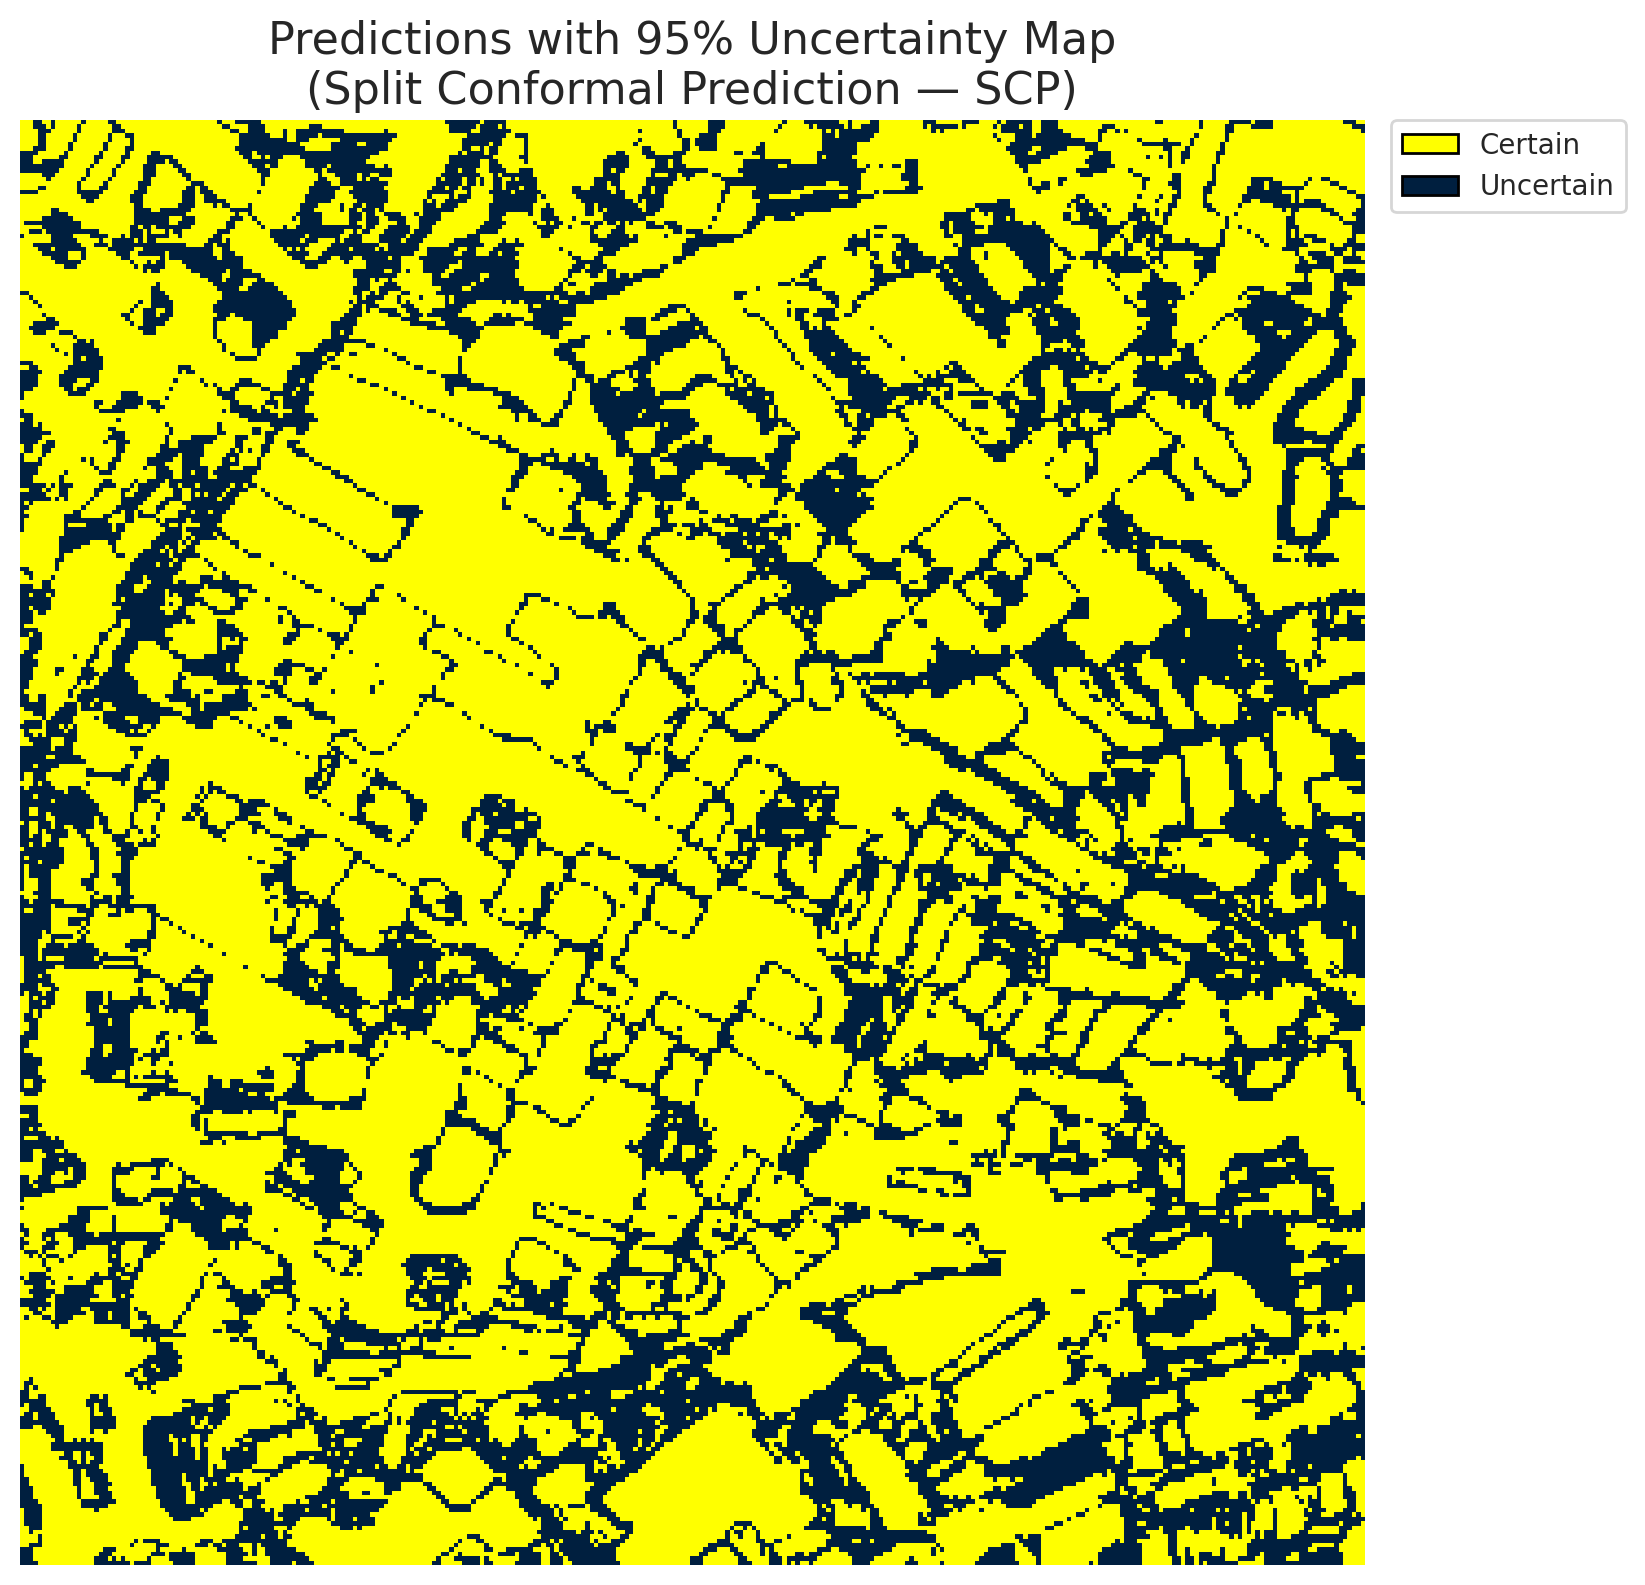 Predictions with 95% Uncertainty Map
(Split Conformal Prediction — SCP)
Certain
Uncertain